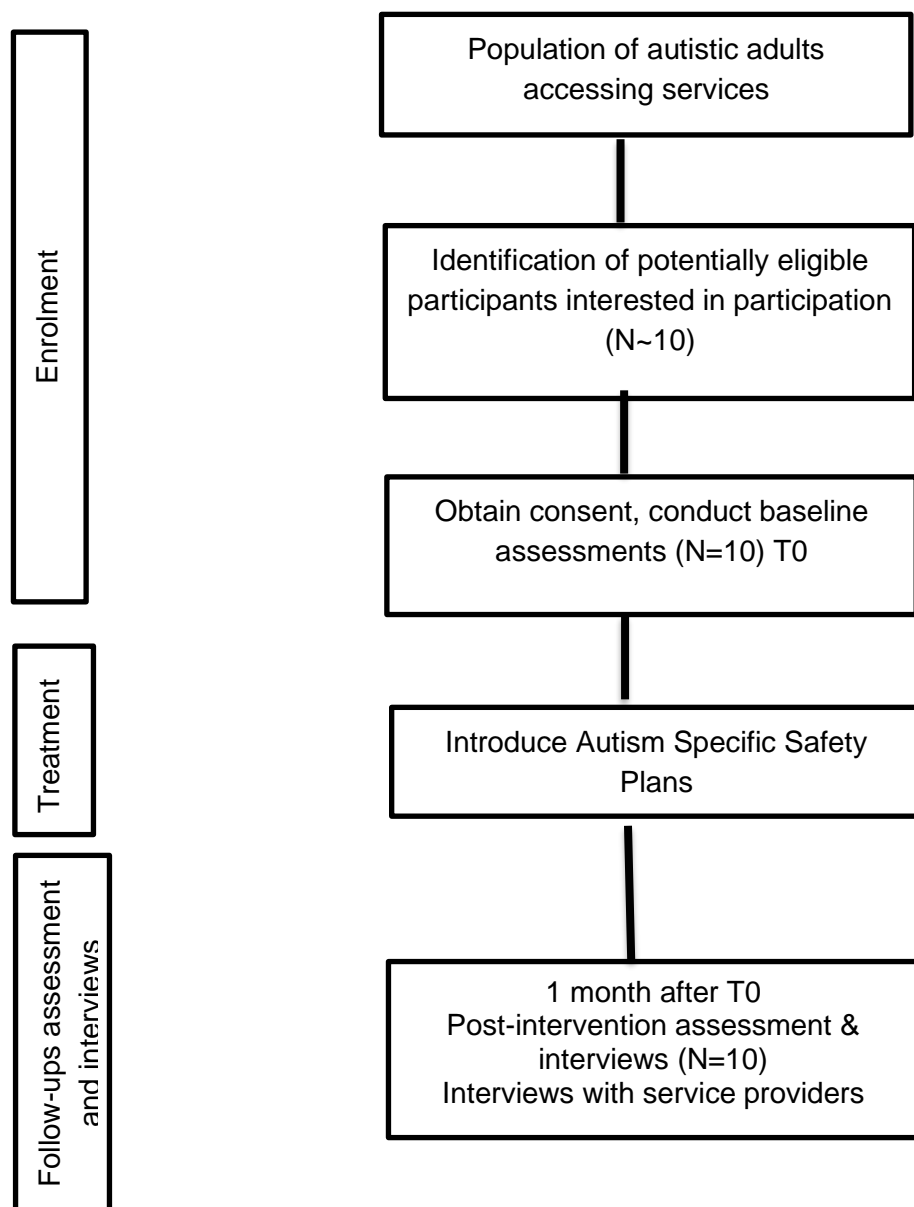 Population of autistic adults
accessing services
Enrolment
Identification of potentially eligible
participants interested in participation
(N~10)
Obtain consent, conduct baseline
assessments (N=10) T0
Treatment
Introduce Autism Specific Safety
Plans
Follow-ups assessment
and interviews
1 month after T0
Post-intervention assessment &
interviews (N=10)
Interviews with service providers